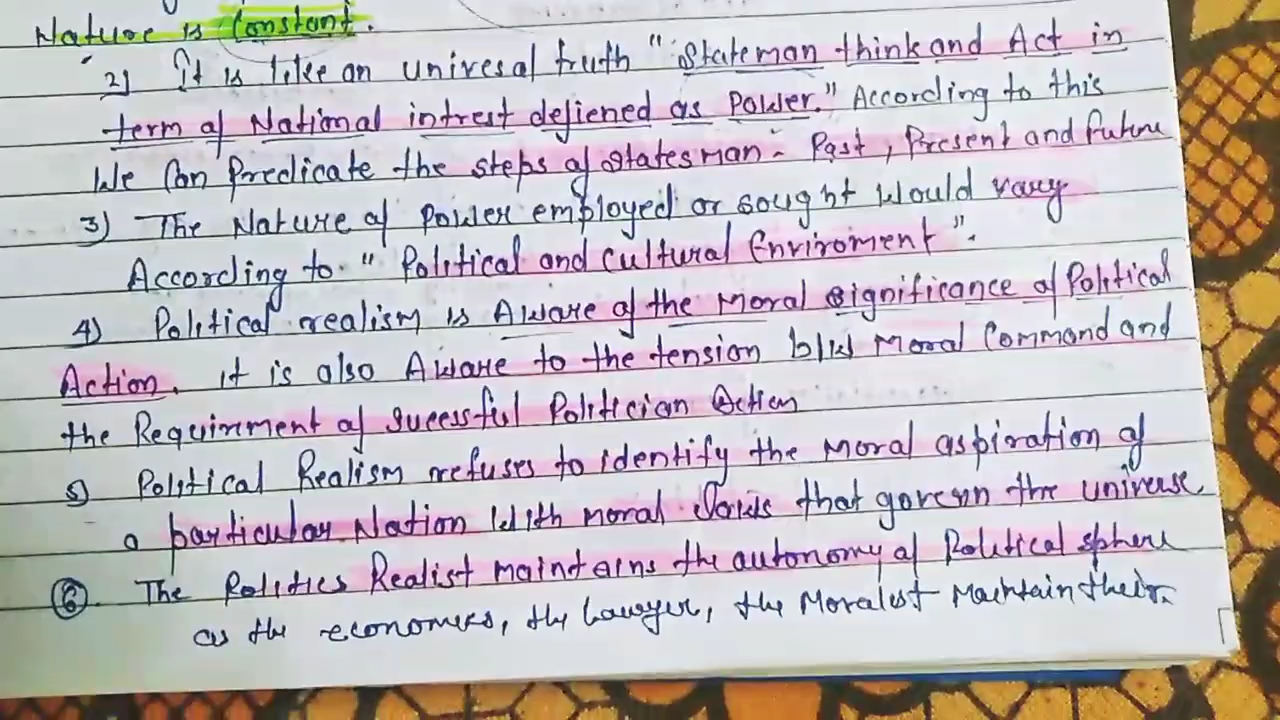 Nature is Constant.
2) It is like an univesal truth "Stateman think and Act in
term of National intrest defiened as Power." According to this
We Can Predicate the steps of statesman - Past, Present and Future
3) The Nature of Power employed or sought Would vary
According to "Political and cultural Enviroment".
4) Political realism is Aware of the Moral significance of Political
Action. it is also Aware to the tension b/w Moral Command and
the Requirment of sucessful Politician Action
5) Political Realism refuses to identify the Moral aspiration of
a particular Nation With moral that govern the universe.
6. The Politics Realist maintains the autonomy of Political sphere
as the economics, the Lawyer, the Moralist Maintain their